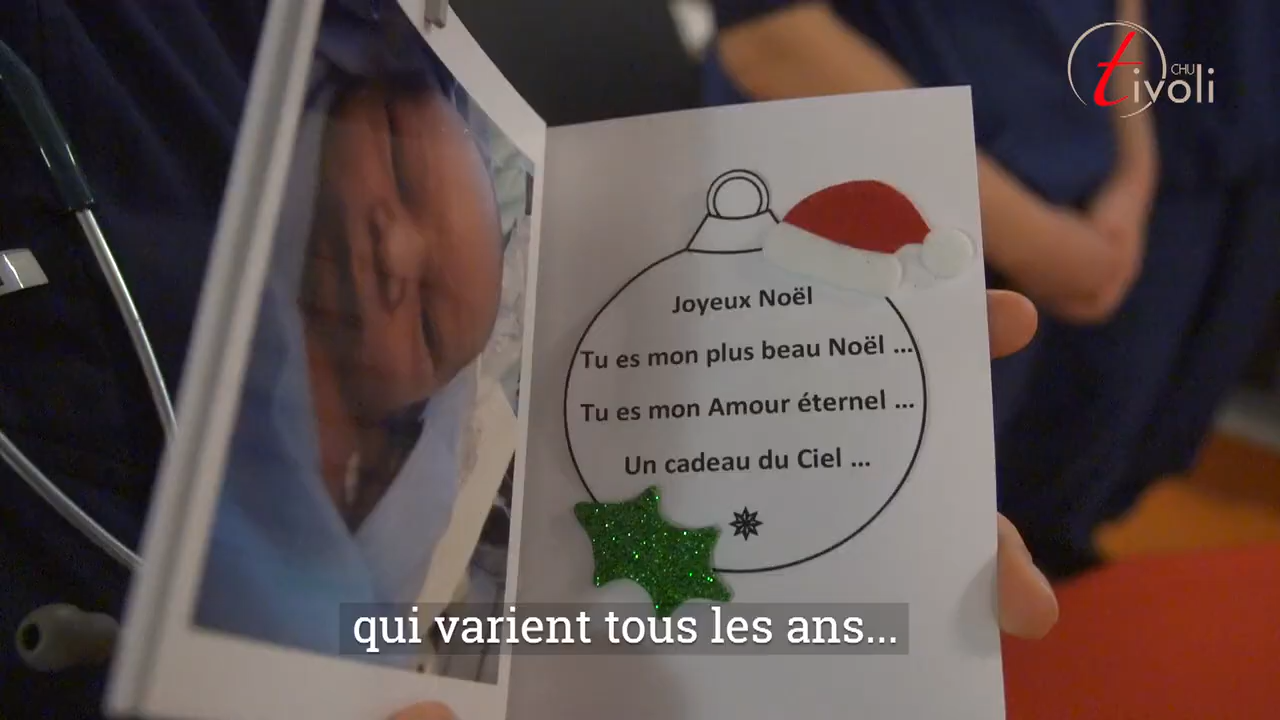 CHU
tivoli
Joyeux Noël
Tu es mon plus beau Noël ...
Tu es mon Amour éternel ...
Un cadeau du Ciel ...
qui varient tous les ans...